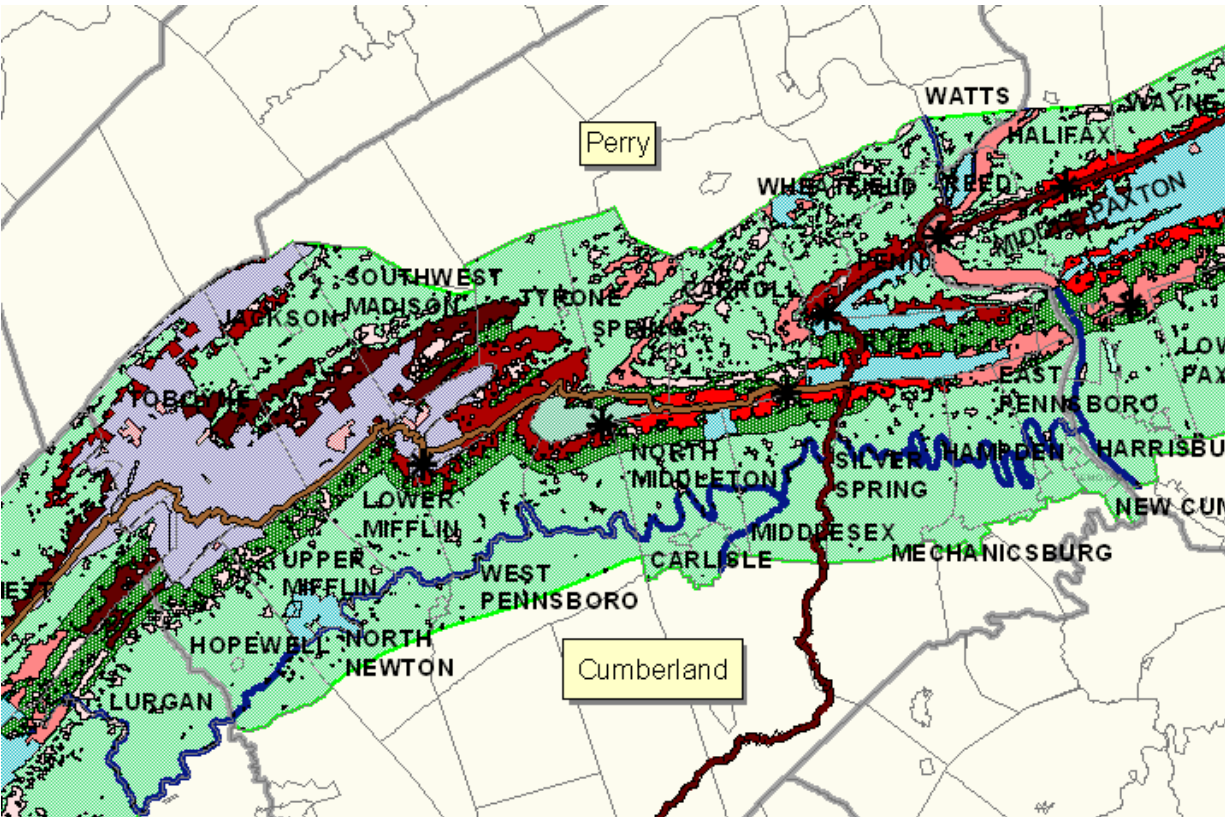 WATTS
WAYNE
HALIFAX
Perry
WHEATFIELD
REED
MIDDLE PAXTON
PENN
SOUTHWEST
MADISON
TYRONE
CARROLL
JACKSON
SPRING
RYE
LOW
PAX
TOBOYNE
EAST
PENNSBORO
NORTH
MIDDLETON
SILVER
SPRING
HAMPDEN
HARRISBU
LOWER
MIFFLIN
NEW CUM
MIDDLESEX
MECHANICSBURG
CARLISLE
UPPER
MIFFLIN
WEST
PENNSBORO
HOPEWELL
NORTH
NEWTON
Cumberland
LURGAN